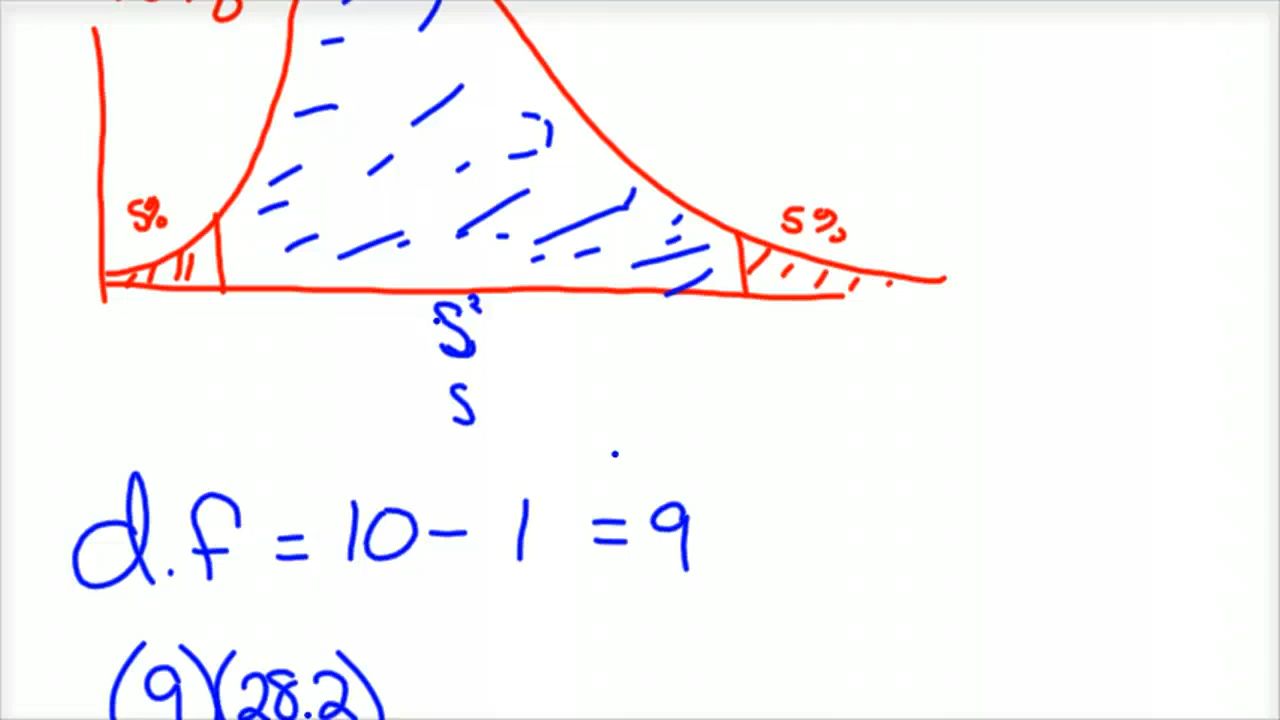 5% 5%
S²
S
d.f = 10 - 1 = 9
(9)(28.2)